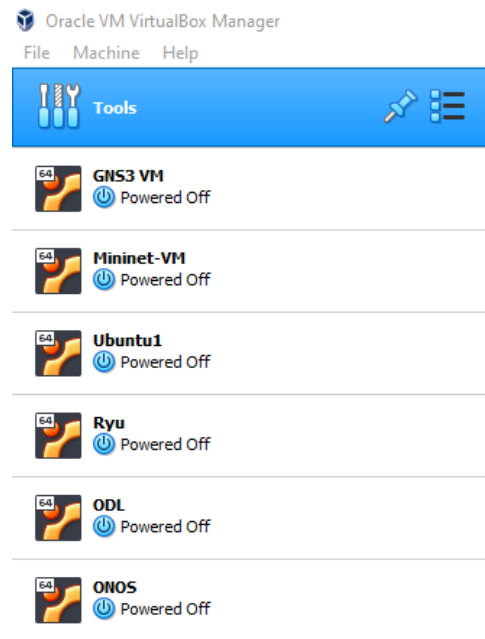 Oracle VM VirtualBox Manager
File Machine Help
Tools
64 GNS3 VM
Powered Off
64 Mininet-VM
Powered Off
64 Ubuntu1
Powered Off
64 Ryu
Powered Off
64 ODL
Powered Off
64 ONOS
Powered Off